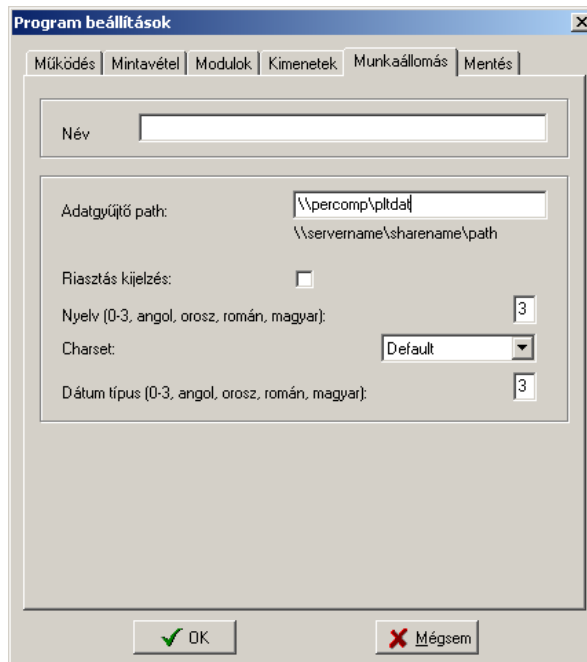 Program beállítások
Működés Mintavétel Modulok Kimenetek Munkaállomás Mentés
Név
Adatgyűjtő path: \\percomp\pltdat
\\servername\sharename\path
Riasztás kijelzés:
Nyelv (0-3, angol, orosz, román, magyar): 3
Charset: Default
Dátum típus (0-3, angol, orosz, román, magyar): 3
OK Mégsem